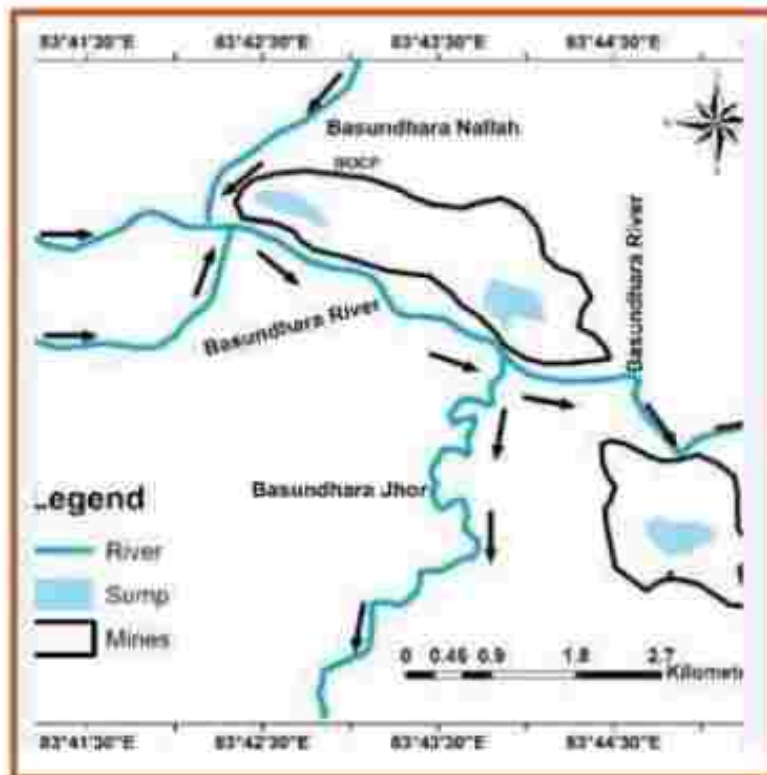 83°41'30"E 83°42'30"E 83°43'30"E 83°44'30"E
Basundhara Nallah
Basundhara River
Basundhara River
Basundhara Jhor
Legend
River
Sump
Mines
0 0.45 0.9 1.8 2.7
Kilomete
83°41'30"E 83°42'30"E 83°43'30"E 83°44'30"E